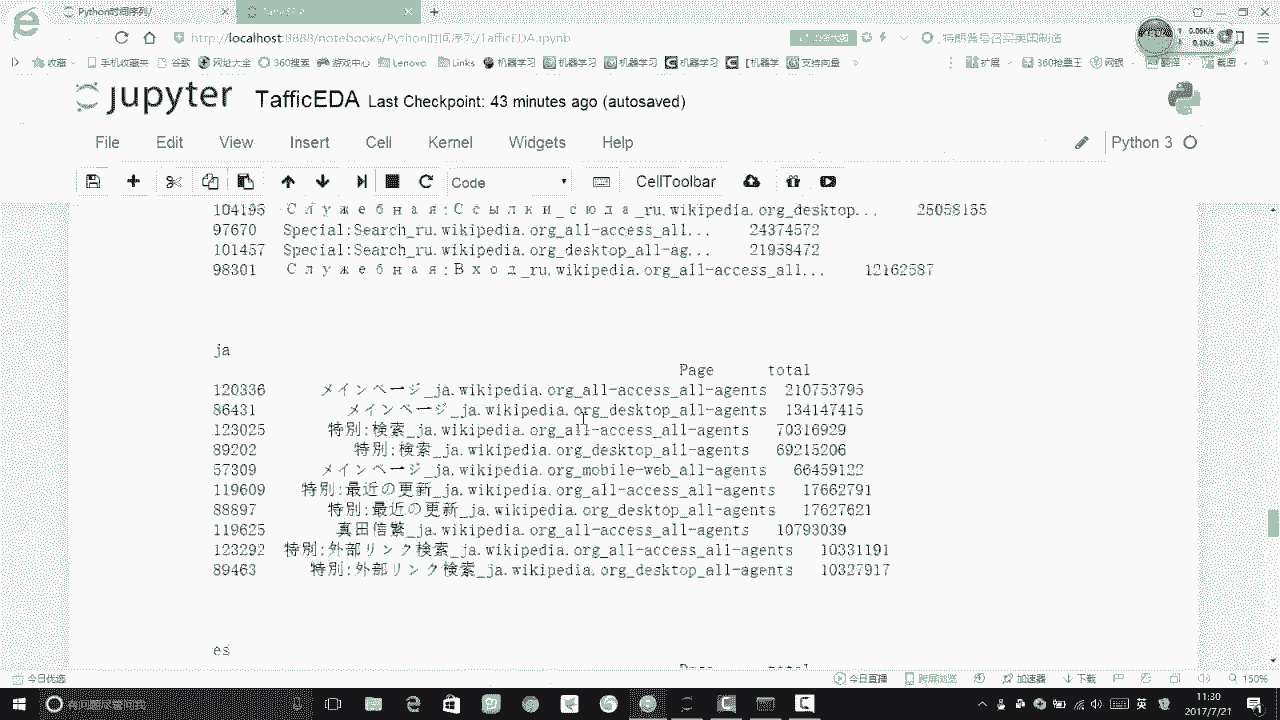 Python时间序列/
http://localhost:8888/notebooks/Python时间序列/TafficEDA.ipynb
收藏 手机收藏夹 谷歌 网址大全 360搜索 游戏中心 Lenovo Links 机器学习 机器学习 机器学习 机器学习 [机器学 支持向量 扩展 360抢票王 网银 截图
jupyter TafficEDA Last Checkpoint: 43 minutes ago (autosaved)
File Edit View Insert Cell Kernel Widgets Help Python 3
Code CellToolbar
104195 Служебная:Ссылки_сюда_ru.wikipedia.org_desktop... 25058155
97670 Special:Search_ru.wikipedia.org_all-access_all... 24374572
101457 Special:Search_ru.wikipedia.org_desktop_all-ag... 21958472
98301 Служебная:Вход_ru.wikipedia.org_all-access_all... 12162587
ja
Page total
120336 メインページ_ja.wikipedia.org_all-access_all-agents 210753795
86431 メインページ_ja.wikipedia.org_desktop_all-agents 134147415
123025 特別:検索_ja.wikipedia.org_all-access_all-agents 70316929
89202 特別:検索_ja.wikipedia.org_desktop_all-agents 69215206
57309 メインページ_ja.wikipedia.org_mobile-web_all-agents 66459122
119609 特別:最近の更新_ja.wikipedia.org_all-access_all-agents 17662791
88897 特別:最近の更新_ja.wikipedia.org_desktop_all-agents 17627621
119625 真田信繁_ja.wikipedia.org_all-access_all-agents 10793039
123292 特別:外部リンク検索_ja.wikipedia.org_all-access_all-agents 10331191
89463 特別:外部リンク検索_ja.wikipedia.org_desktop_all-agents 10327917
es
Page total
今日优选 今日直播 跨屏浏览 加速器 下载 150%
英 11:30
2017/7/21